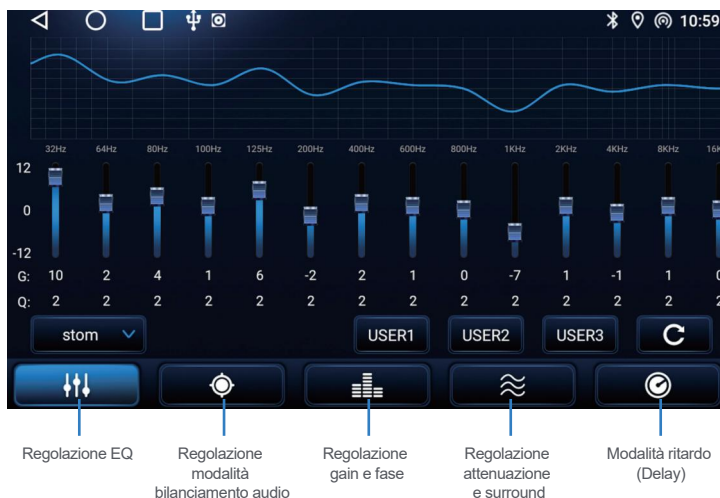 10:59
32Hz 64Hz 80Hz 100Hz 125Hz 200Hz 400Hz 600Hz 800Hz 1KHz 2KHz 4KHz 8KHz 16K
12
0
-12
G: 10 2 4 1 6 -2 2 1 0 -7 1 -1 1 0
Q: 2 2 2 2 2 2 2 2 2 2 2 2 2 2
stom USER1 USER2 USER3
Regolazione EQ
Regolazione
modalità
bilanciamento audio
Regolazione
gain e fase
Regolazione
attenuazione
e surround
Modalità ritardo
(Delay)